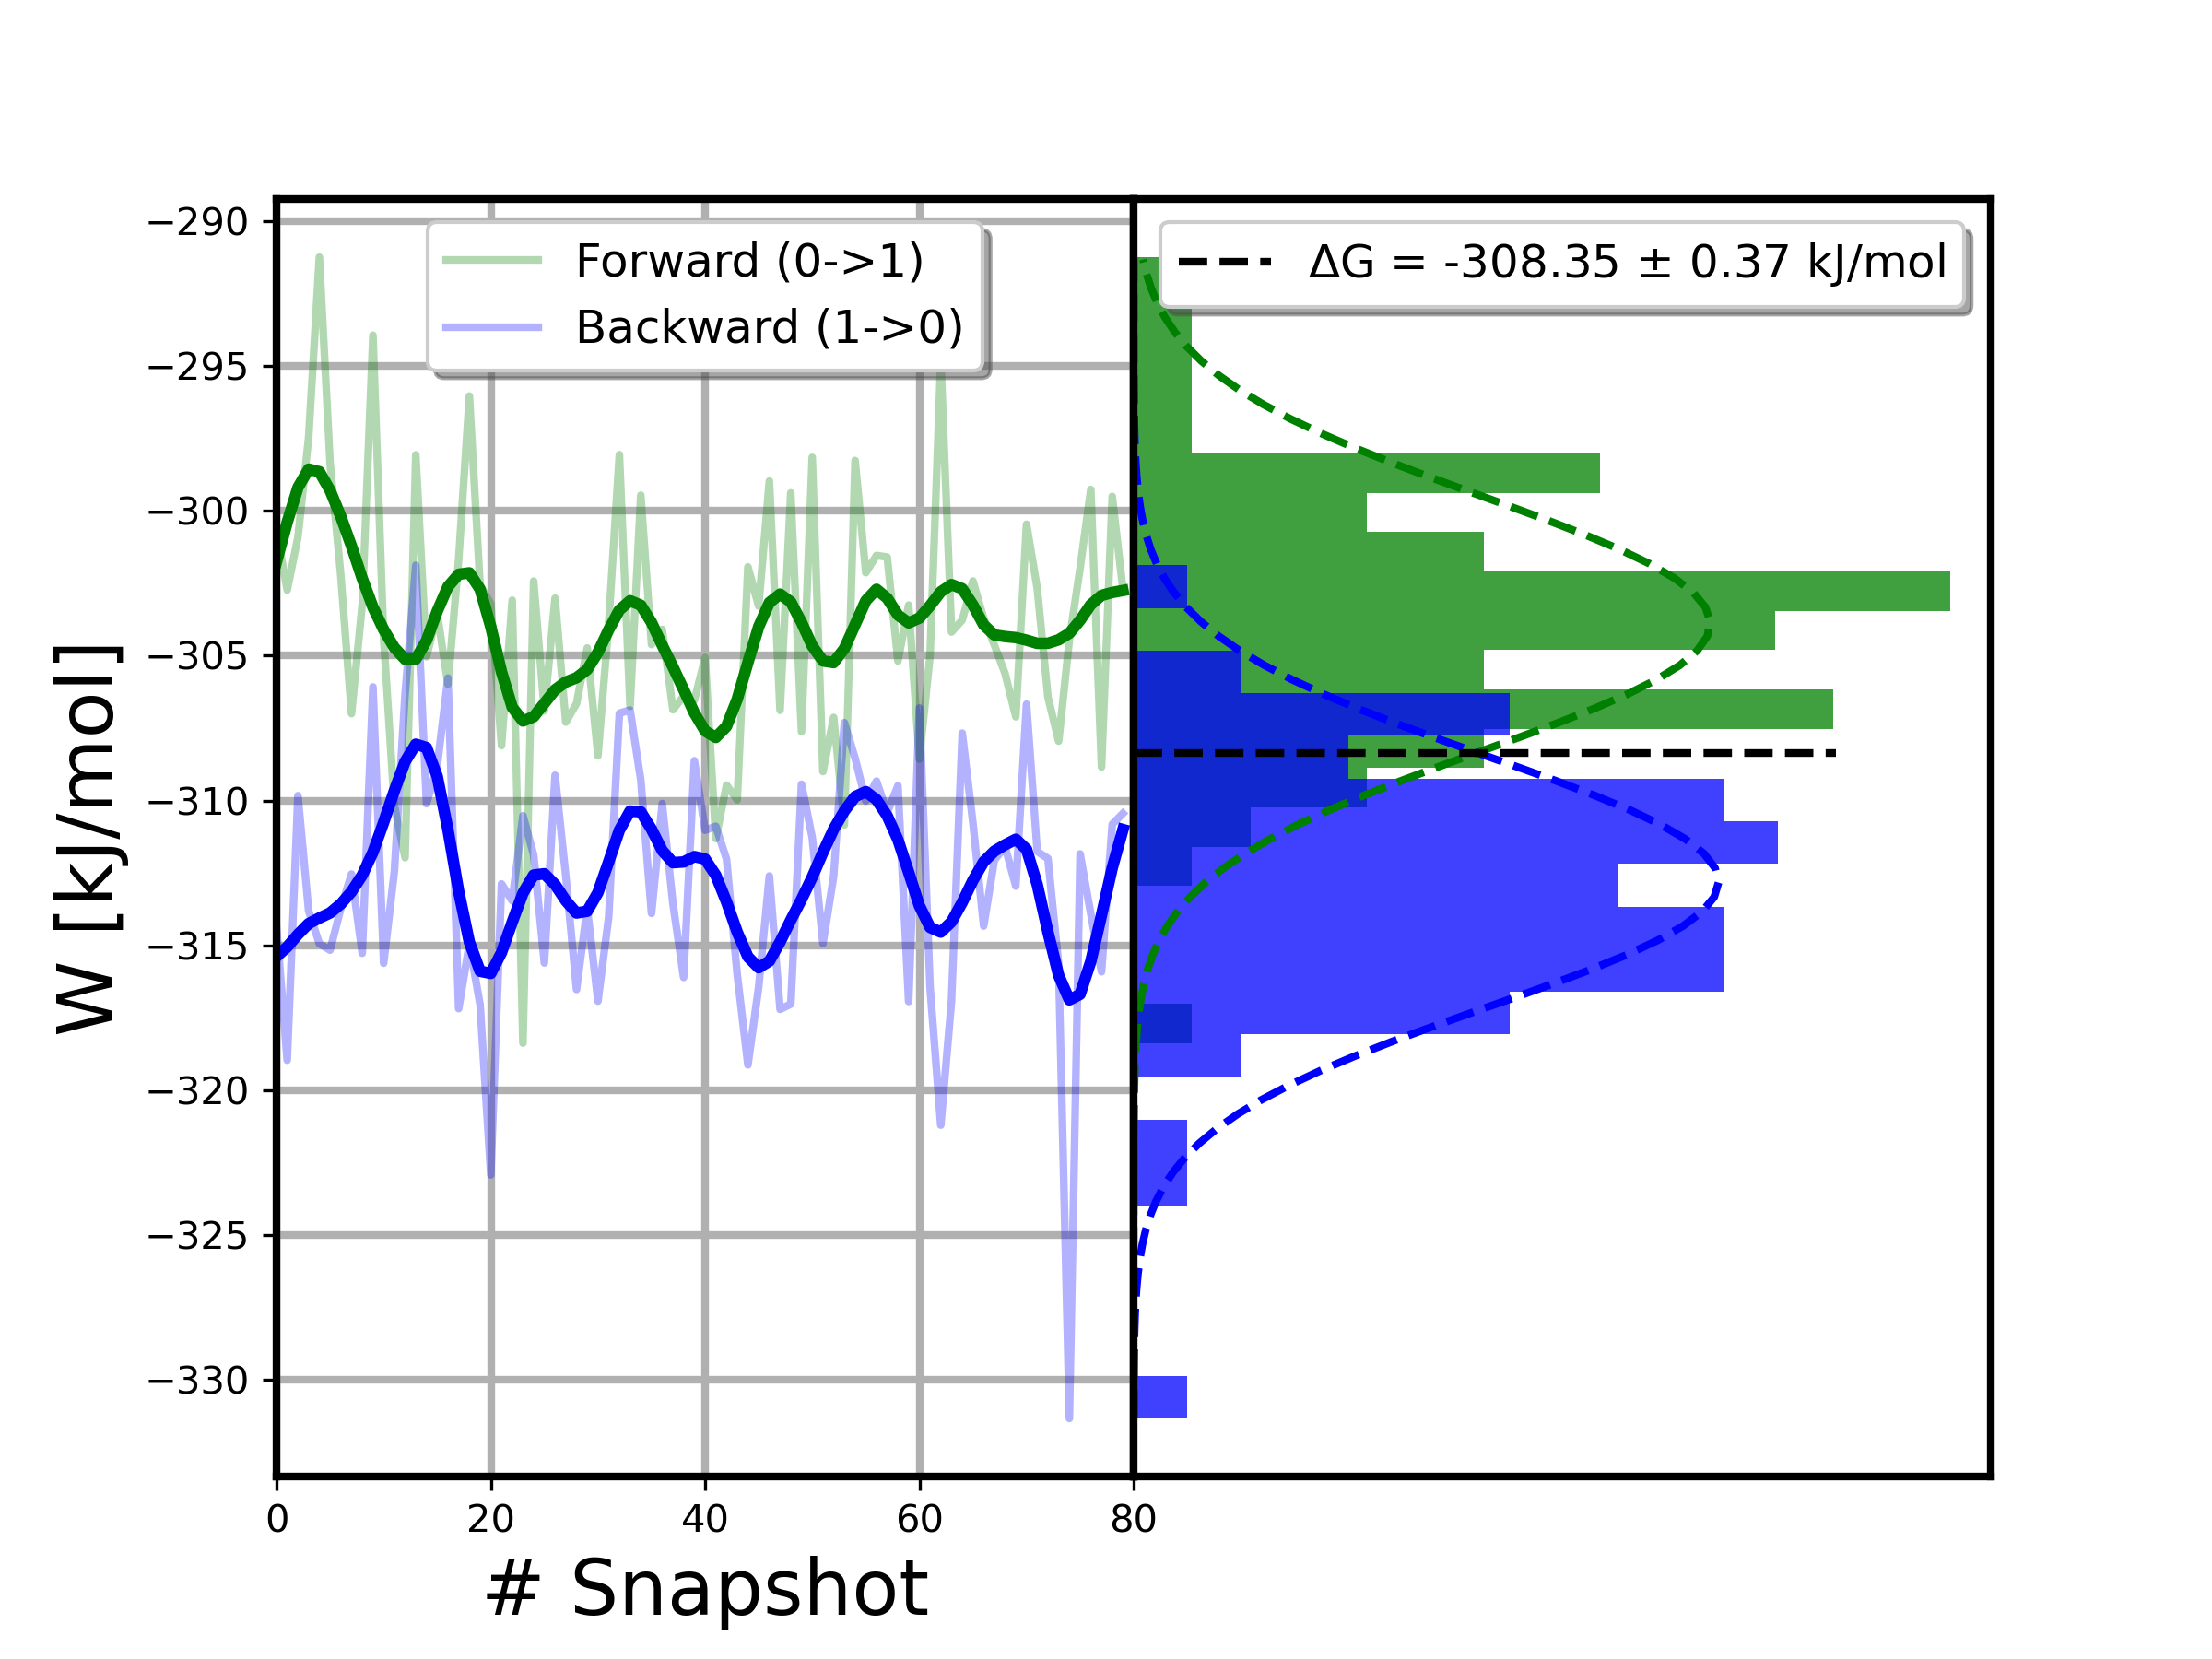 Forward (0->1)
Backward (1->0)
ΔG = -308.35 ± 0.37 kJ/mol
W [kJ/mol]
−290
−295
−300
−305
−310
−315
−320
−325
−330
0 20 40 60 80
# Snapshot